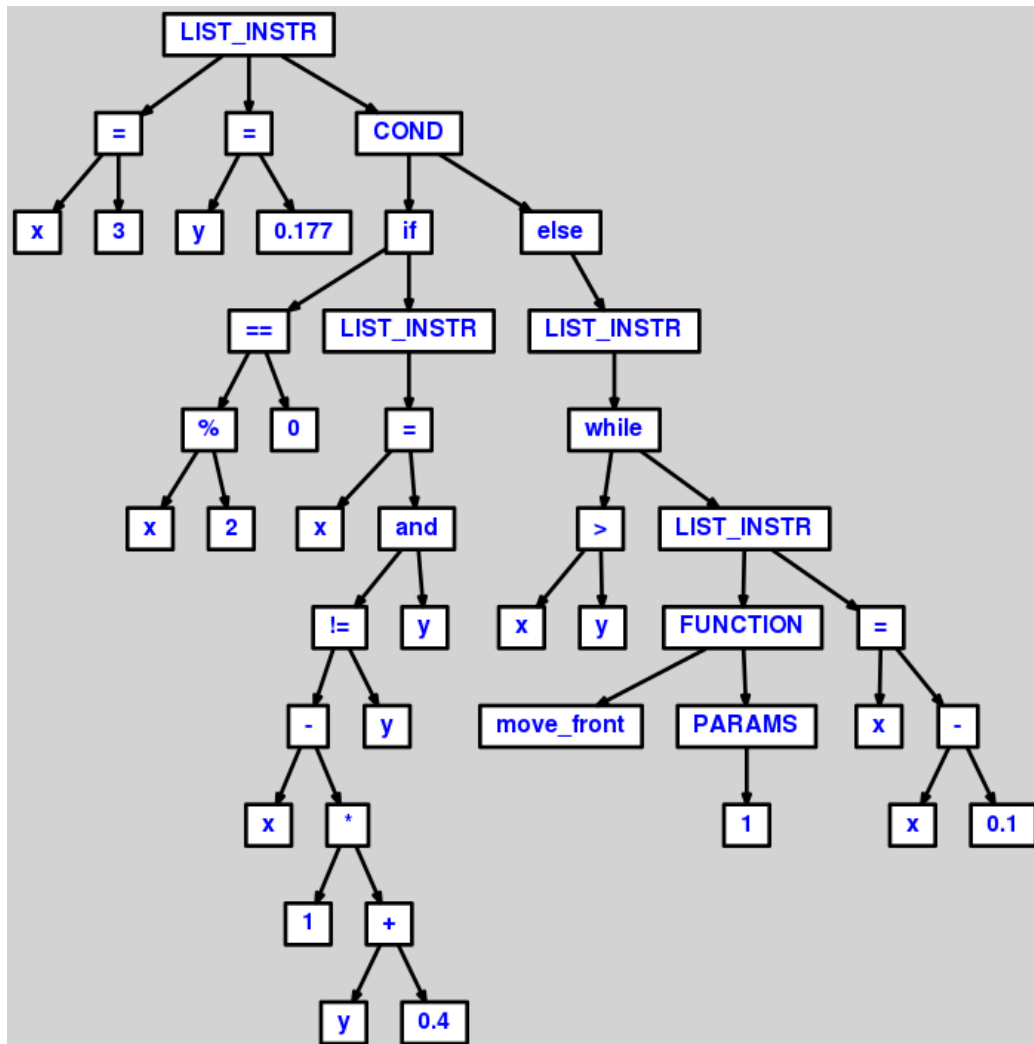 LIST_INSTR
= = COND
x 3 y 0.177 if else
== LIST_INSTR LIST_INSTR
% 0 = while
x 2 x and > LIST_INSTR
!= y x y FUNCTION =
- y move_front PARAMS x -
x * 1 x 0.1
1 +
y 0.4